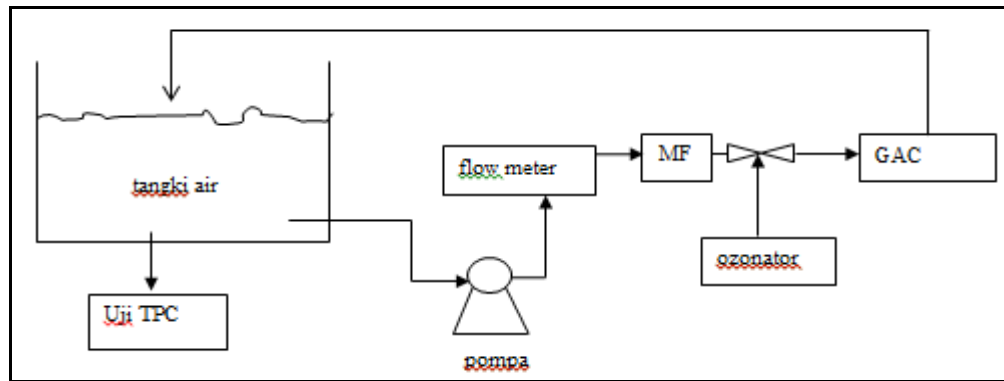 tangki air
Uji TPC
pompa
flow meter
MF
ozonator
GAC